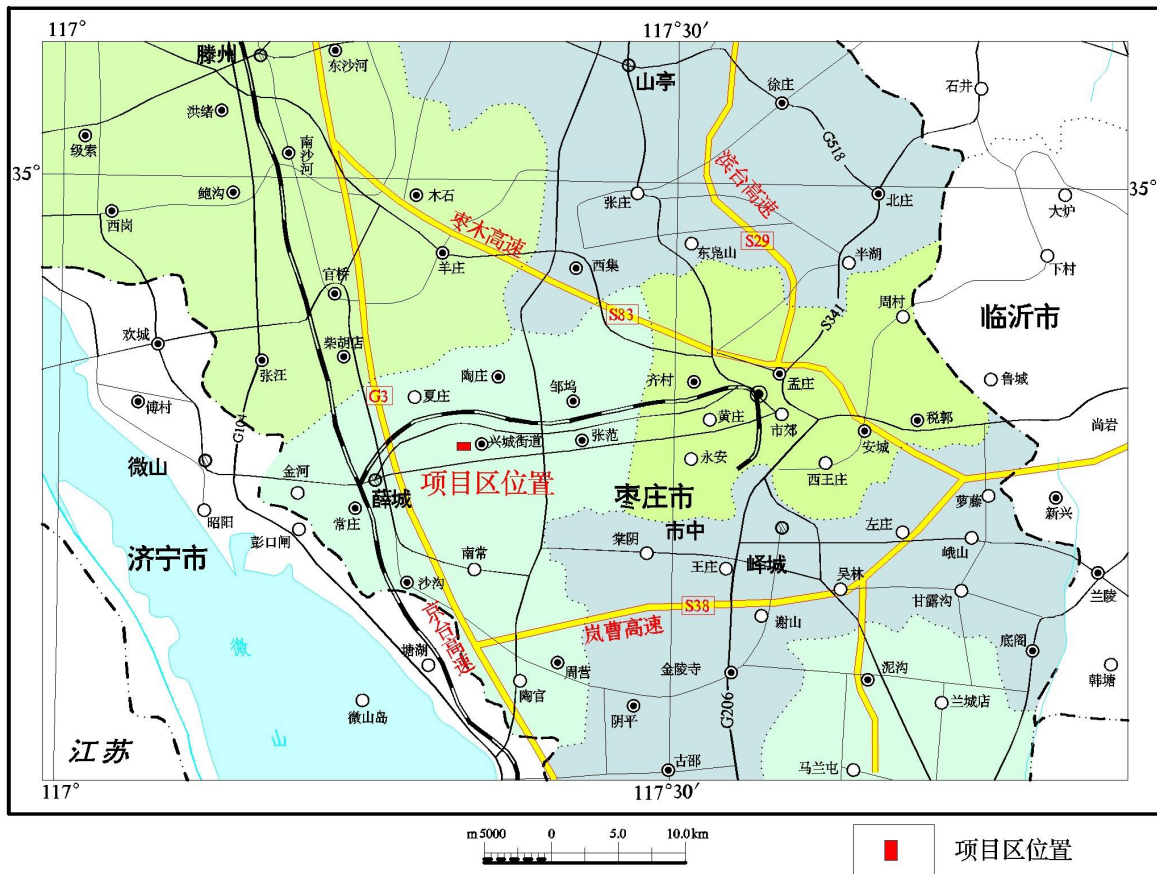 117°
117°30′
滕州
东沙河
山亭
徐庄
石井
洪绪
G518
级索
南沙河
滨台高速
35°
35°
鲍沟
木石
张庄
北庄
大炉
西岗
枣木高速
S29
东凫山
羊庄
西集
半湖
下村
官桥
周村
临沂市
S83
S341
欢城
柴胡店
张汪
陶庄
邹坞
齐村
孟庄
鲁城
G3
夏庄
傅村
G104
黄庄
市郊
税郭
尚岩
兴城街道
张范
安城
微山
金河
永安
西王庄
项目区位置
薛城
枣庄市
萝藤
新兴
昭阳
常庄
市中
左庄
彭口闸
济宁市
棠阴
峄城
峨山
南常
王庄
吴林
兰陵
沙沟
甘露沟
S38
京台高速
岚曹高速
谢山
微
塘湖
底阁
周营
金陵寺
泥沟
韩塘
陶官
微山岛
阴平
G206
兰城店
山
江苏
古邵
马兰屯
117°
117°30′
m 5000 0 5.0 10.0km
项目区位置